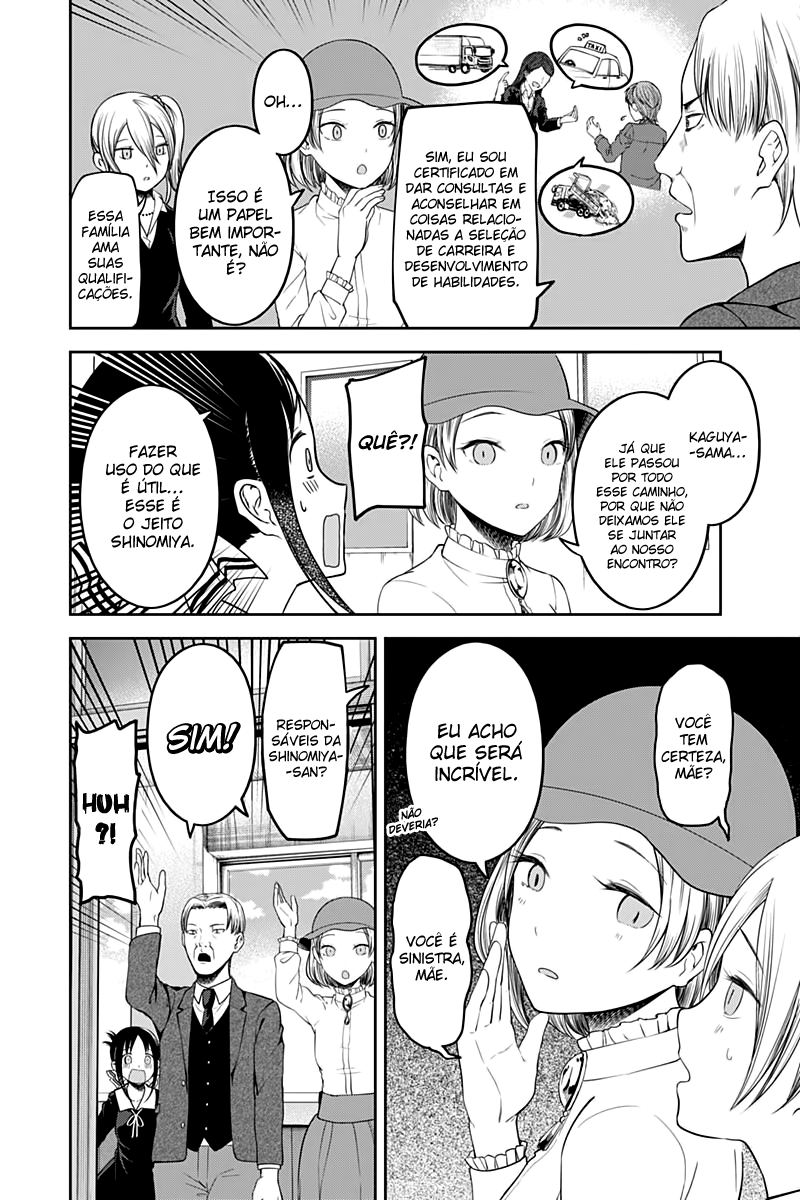 TAXI
SIM, EU SOU
CERTIFICADO EM
DAR CONSULTAS E
ACONSELHAR EM
COISAS RELACIO-
NADAS A SELEÇÃO
DE CARREIRA E
DESENVOLVIMENTO
DE HABILIDADES.
OH...
ISSO É
UM PAPEL
BEM IMPOR-
TANTE, NÃO
É?
ESSA
FAMÍLIA
AMA
SUAS
QUALIFI-
CAÇÕES.
KAGUYA-
-SAMA...
JÁ QUE
ELE PASSOU
POR TODO
ESSE CAMINHO,
POR QUE NÃO
DEIXAMOS ELE
SE JUNTAR
AO NOSSO
ENCONTRO?
QUÊ?!
FAZER
USO DO QUE
É ÚTIL...
ESSE É
O JEITO
SHINOMIYA.
VOCÊ
TEM
CERTEZA,
MÃE?
EU ACHO
QUE SERÁ
INCRÍVEL.
NÃO
DEVERIA?
VOCÊ É
SINISTRA,
MÃE.
RESPON-
SÁVEIS DA
SHINOMIYA-
-SAN?
SIM!
HUH
?!